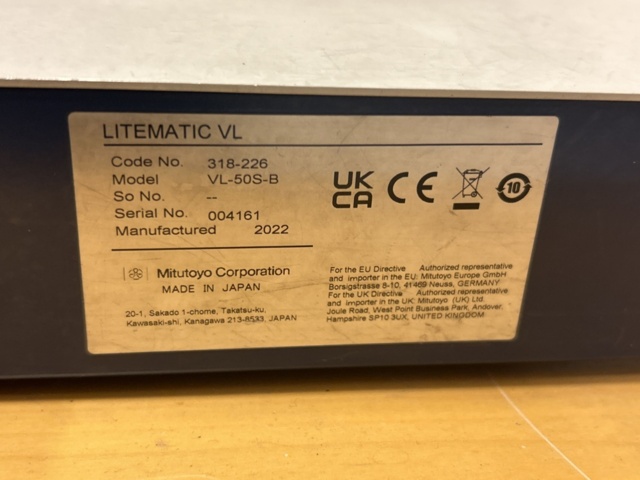 LITEMATIC VL
Code No. 318-226
Model VL-50S-B
So No. --
Serial No. 004161
Manufactured 2022
UK
CA
CE
10
Mitutoyo Corporation
MADE IN JAPAN
20-1, Sakado 1-chome, Takatsu-ku,
Kawasaki-shi, Kanagawa 213-8533, JAPAN
For the EU Directive Authorized representative
and importer in the EU: Mitutoyo Europe GmbH
Borsigstrasse 8-10, 41469 Neuss, GERMANY
For the UK Directive Authorized representative
and importer in the UK: Mitutoyo (UK) Ltd.
Joule Road, West Point Business Park, Andover,
Hampshire SP10 3UX, UNITED KINGDOM